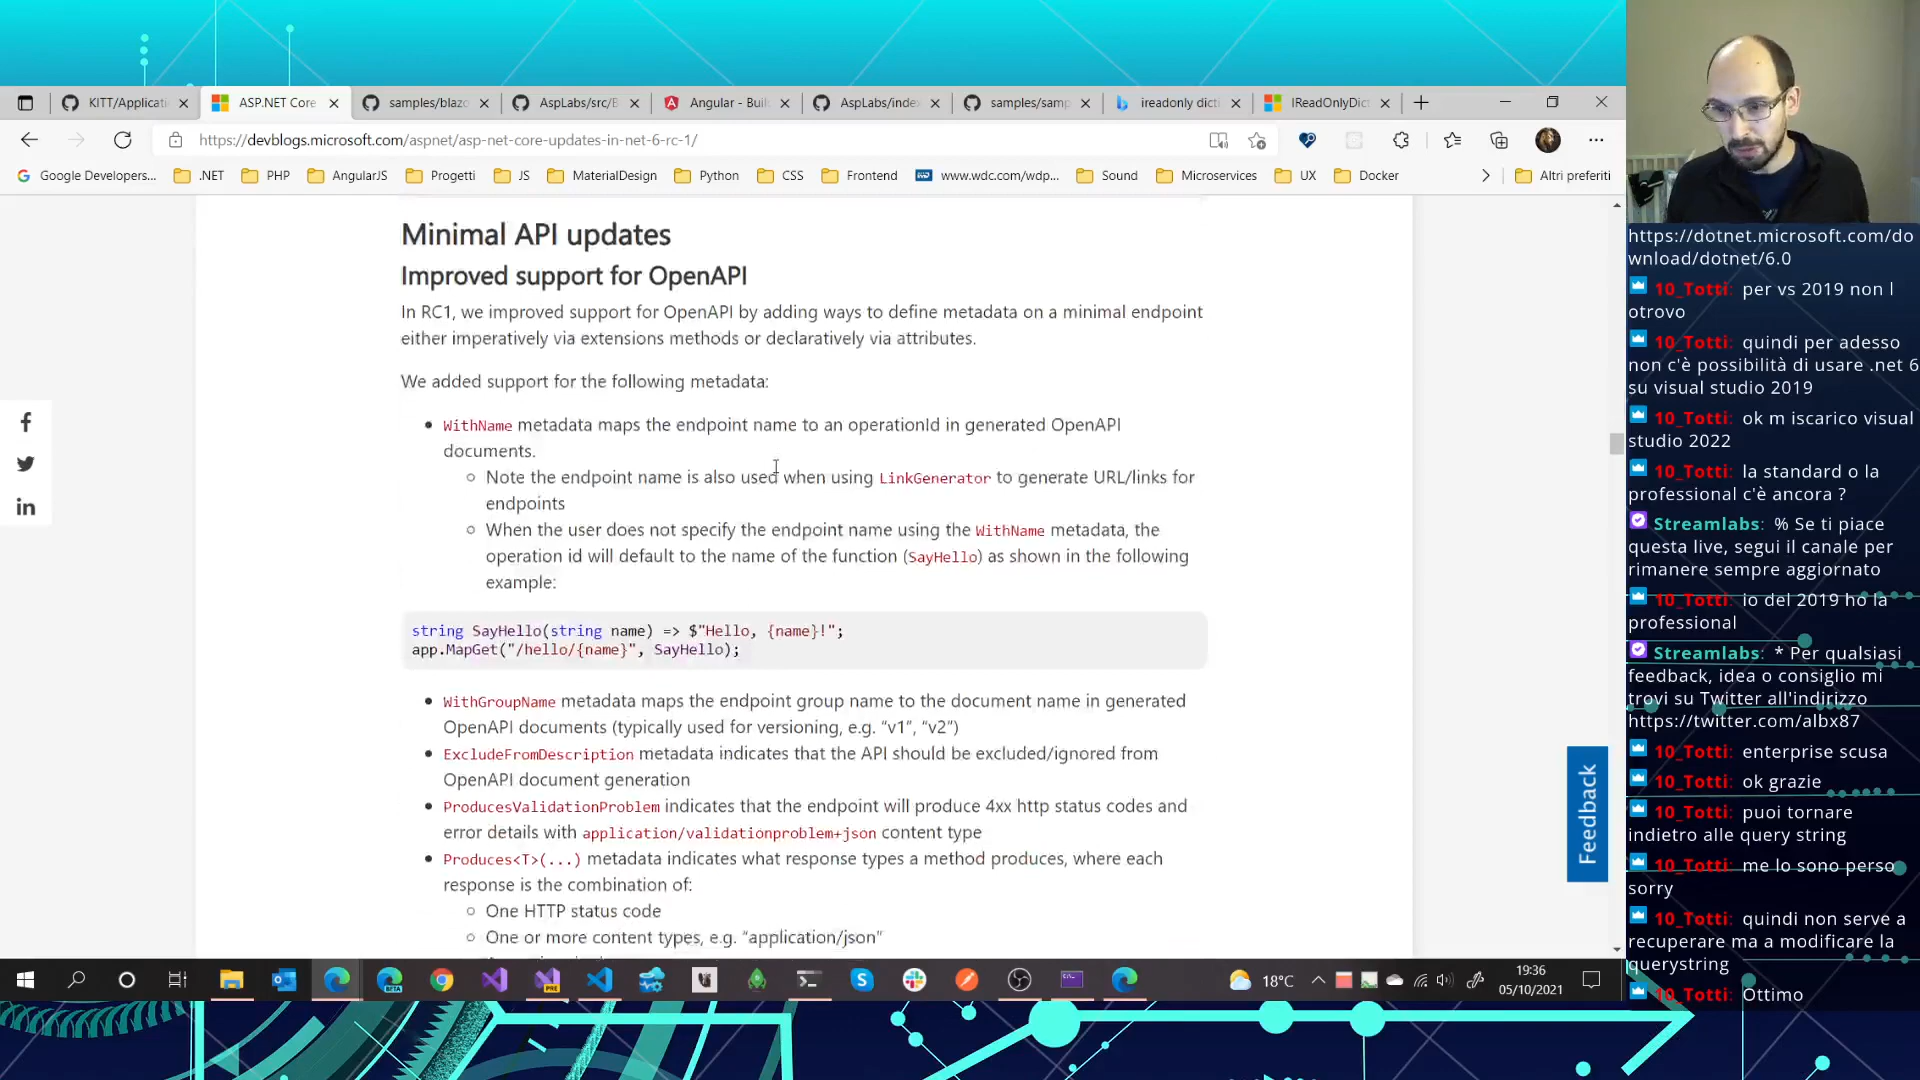 KITT/Applicati
ASP.NET Core
samples/blazo
AspLabs/src/B
Angular - Buil
AspLabs/inde
samples/samp
ireadonly dicti
IReadOnlyDict
https://devblogs.microsoft.com/aspnet/asp-net-core-updates-in-net-6-rc-1/
Google Developers...
.NET
PHP
AngularJS
Progetti
JS
MaterialDesign
Python
CSS
Frontend
www.wdc.com/wdp...
Sound
Microservices
UX
Docker
Altri preferiti
Minimal API updates
Improved support for OpenAPI
In RC1, we improved support for OpenAPI by adding ways to define metadata on a minimal endpoint
either imperatively via extensions methods or declaratively via attributes.
We added support for the following metadata:
WithName metadata maps the endpoint name to an operationId in generated OpenAPI
documents.
Note the endpoint name is also used when using LinkGenerator to generate URL/links for
endpoints
When the user does not specify the endpoint name using the WithName metadata, the
operation id will default to the name of the function (SayHello) as shown in the following
example:
string SayHello(string name) => $"Hello, {name}!";
app.MapGet("/hello/{name}", SayHello);
WithGroupName metadata maps the endpoint group name to the document name in generated
OpenAPI documents (typically used for versioning, e.g. “v1”, “v2”)
ExcludeFromDescription metadata indicates that the API should be excluded/ignored from
OpenAPI document generation
ProducesValidationProblem indicates that the endpoint will produce 4xx http status codes and
error details with application/validationproblem+json content type
Produces<T>(...) metadata indicates what response types a method produces, where each
response is the combination of:
One HTTP status code
One or more content types, e.g. “application/json”
Feedback
18°C
19:36
05/10/2021
https://dotnet.microsoft.com/do
wnload/dotnet/6.0
10_Totti: per vs 2019 non l
otrovo
10_Totti: quindi per adesso
non c'è possibilità di usare .net 6
su visual studio 2019
10_Totti: ok m iscarico visual
studio 2022
10_Totti: la standard o la
professional c'è ancora ?
Streamlabs: % Se ti piace
questa live, segui il canale per
rimanere sempre aggiornato
10_Totti: io del 2019 ho la
professional
Streamlabs: * Per qualsiasi
feedback, idea o consiglio mi
trovi su Twitter all'indirizzo
https://twitter.com/albx87
10_Totti: enterprise scusa
10_Totti: ok grazie
10_Totti: puoi tornare
indietro alle query string
10_Totti: me lo sono perso
sorry
10_Totti: quindi non serve a
recuperare ma a modificare la
querystring
10_Totti: Ottimo